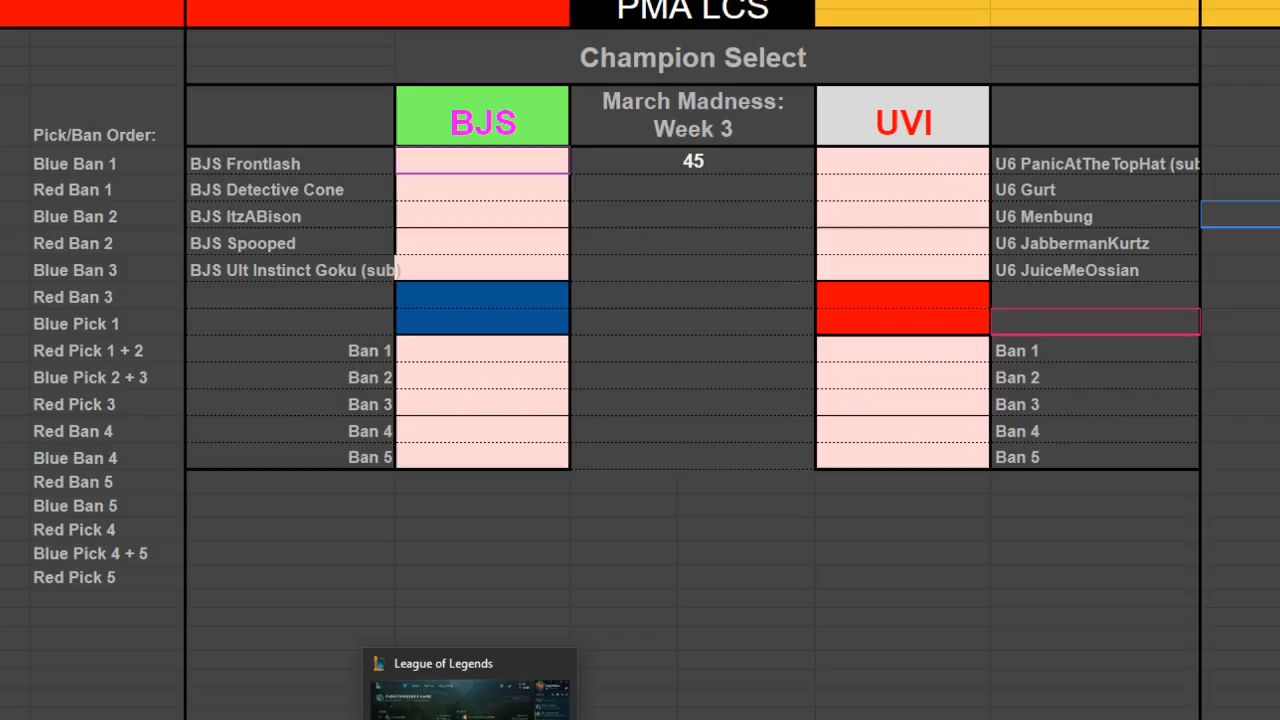 PMA LCS
Champion Select
BJS
March Madness:
Week 3
UVI
Pick/Ban Order:
Blue Ban 1
BJS Frontlash
45
U6 PanicAtTheTopHat (sub
Red Ban 1
BJS Detective Cone
U6 Gurt
Blue Ban 2
BJS ItzABison
U6 Menbung
Red Ban 2
BJS Spooped
U6 JabbermanKurtz
Blue Ban 3
BJS Ult Instinct Goku (sub)
U6 JuiceMeOssian
Red Ban 3
Blue Pick 1
Red Pick 1 + 2
Ban 1
Ban 1
Blue Pick 2 + 3
Ban 2
Ban 2
Red Pick 3
Ban 3
Ban 3
Red Ban 4
Ban 4
Ban 4
Blue Ban 4
Ban 5
Ban 5
Red Ban 5
Blue Ban 5
Red Pick 4
Blue Pick 4 + 5
Red Pick 5
League of Legends